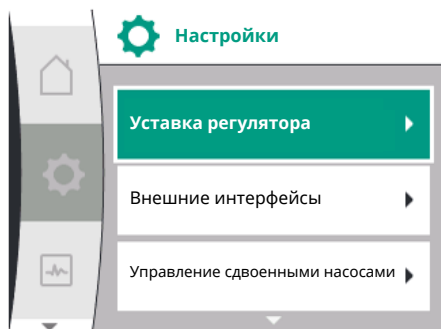 Настройки
Уставка регулятора
Внешние интерфейсы
Управление сдвоенными насосами